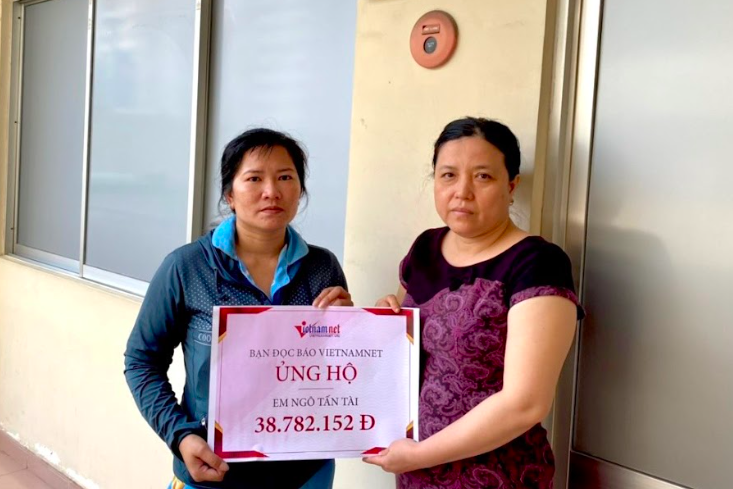 vietnamnet
BẠN ĐỌC BÁO VIETNAMNET
ỦNG HỘ
EM NGÔ TẤN TÀI
38.782.152 Đ